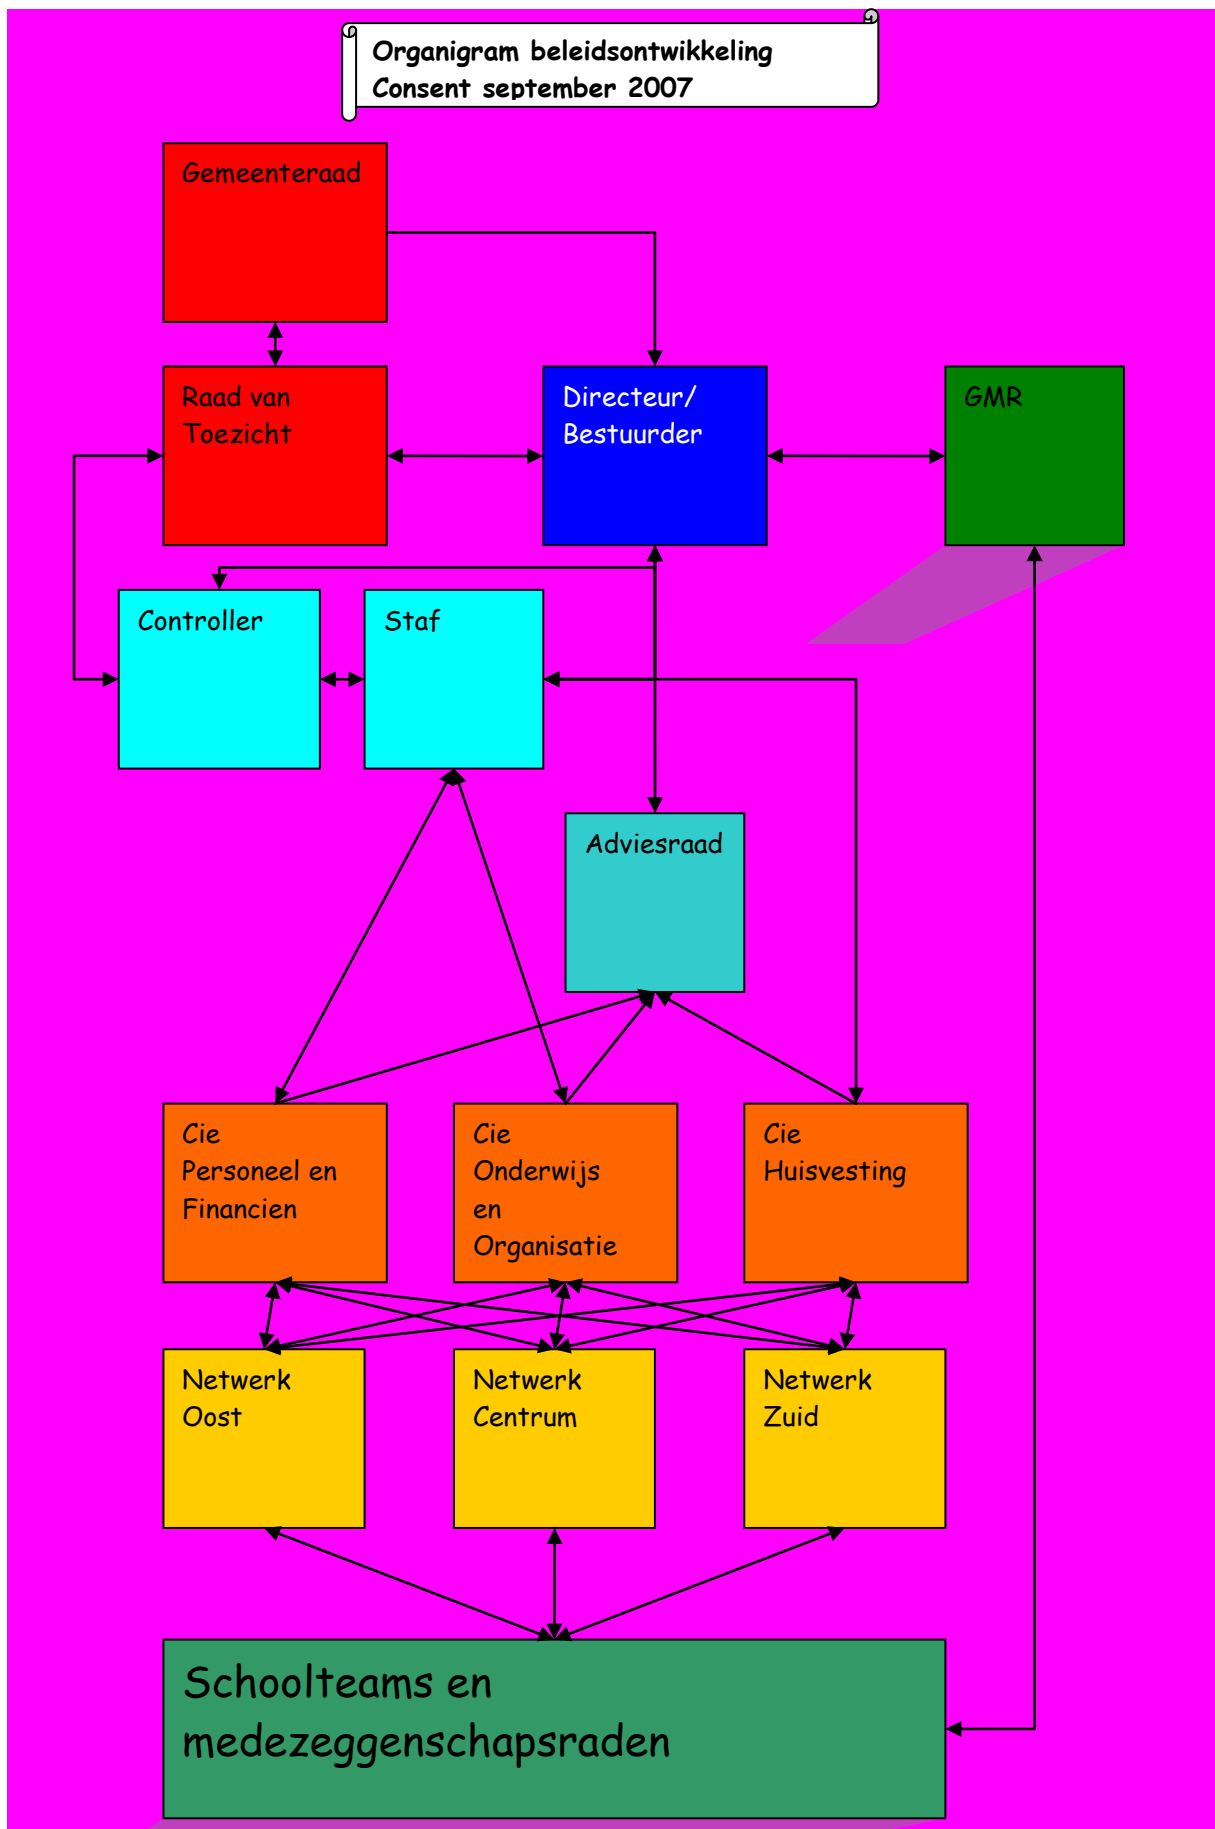 Organigram beleidsontwikkeling
Consent september 2007
Gemeenteraad
Raad van
Toezicht
Directeur/
Bestuurder
GMR
Controller
Staf
Adviesraad
Cie
Personeel en
Financien
Cie
Onderwijs
en
Organisatie
Cie
Huisvesting
Netwerk
Oost
Netwerk
Centrum
Netwerk
Zuid
Schoolteams en
medezeggenschapsraden